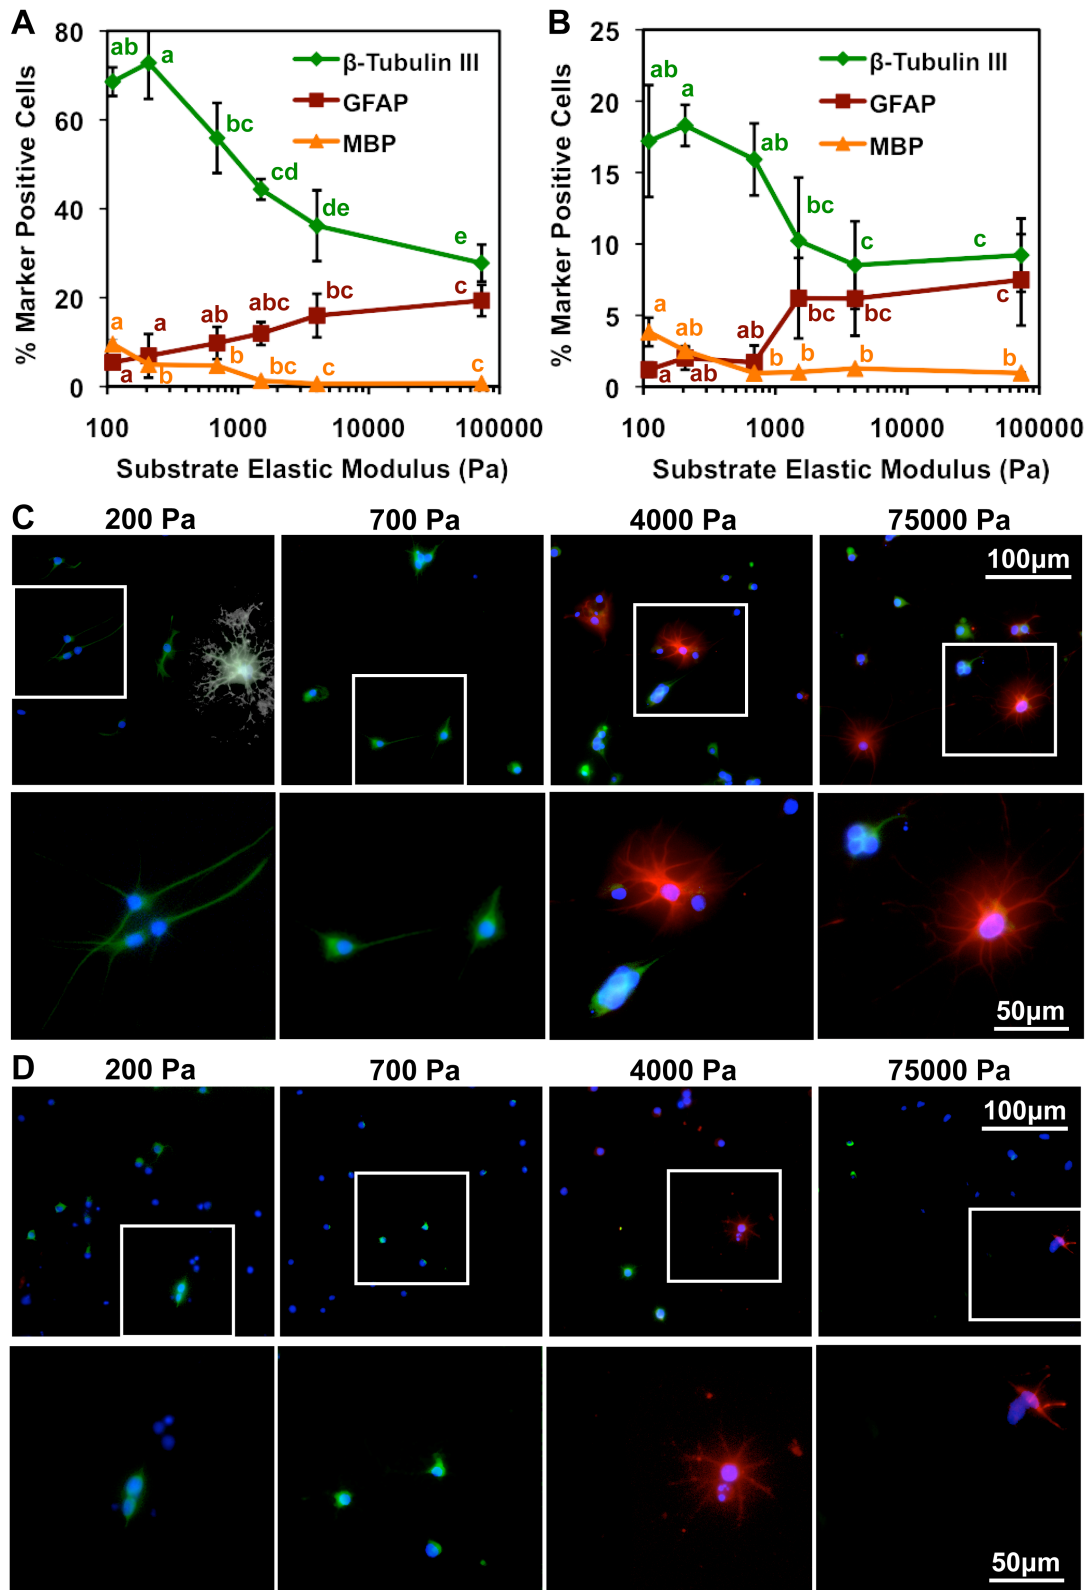 A
80
60
40
20
0
% Marker Positive Cells
β-Tubulin III
GFAP
MBP
ab
a
bc
cd
de
e
a
a
ab
abc
bc
c
a
b
b
bc
c
c
100 1000 10000 100000
Substrate Elastic Modulus (Pa)
B
25
20
15
10
5
0
% Marker Positive Cells
β-Tubulin III
GFAP
MBP
ab
a
ab
bc
c
c
a
ab
ab
bc
bc
c
a
ab
b
b
b
b
100 1000 10000 100000
Substrate Elastic Modulus (Pa)
C
200 Pa 700 Pa 4000 Pa 75000 Pa
100µm
50µm
D
200 Pa 700 Pa 4000 Pa 75000 Pa
100µm
50µm